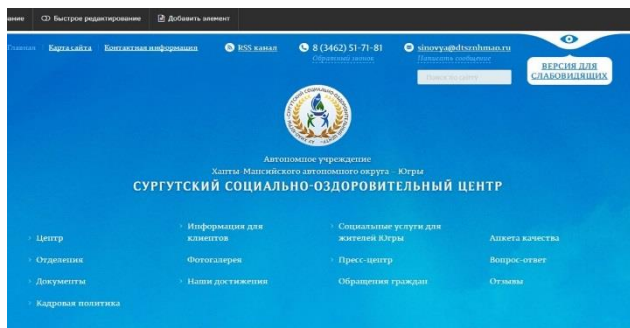 ание Быстрое редактирование Добавить элемент
Главная Карта сайта Контактная информация RSS канал 8 (3462) 51-71-81 sinovya@dtsznhmao.ru
Обратный звонок Написать сообщение
Поиск по сайту
ВЕРСИЯ ДЛЯ
СЛАБОВИДЯЩИХ
Автономное учреждение
Ханты-Мансийского автономного округа - Югры
СУРГУТСКИЙ СОЦИАЛЬНО-ОЗДОРОВИТЕЛЬНЫЙ ЦЕНТР
Центр
Отделения
Документы
Кадровая политика
Информация для
клиентов
Фотогалерея
Наши достижения
Социальные услуги для
жителей Югры
Пресс-центр
Обращения граждан
Анкета качества
Вопрос-ответ
Отзывы